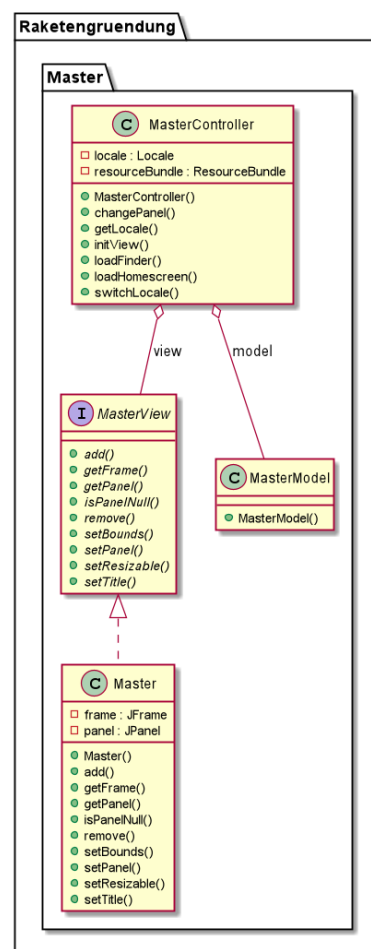 Raketengruendung
Master
C MasterController
locale : Locale
resourceBundle : ResourceBundle
MasterController()
changePanel()
getLocale()
initView()
loadFinder()
loadHomescreen()
switchLocale()
view
model
I MasterView
add()
getFrame()
getPanel()
isPanelNull()
remove()
setBounds()
setPanel()
setResizable()
setTitle()
C MasterModel
MasterModel()
C Master
frame : JFrame
panel : JPanel
Master()
add()
getFrame()
getPanel()
isPanelNull()
remove()
setBounds()
setPanel()
setResizable()
setTitle()